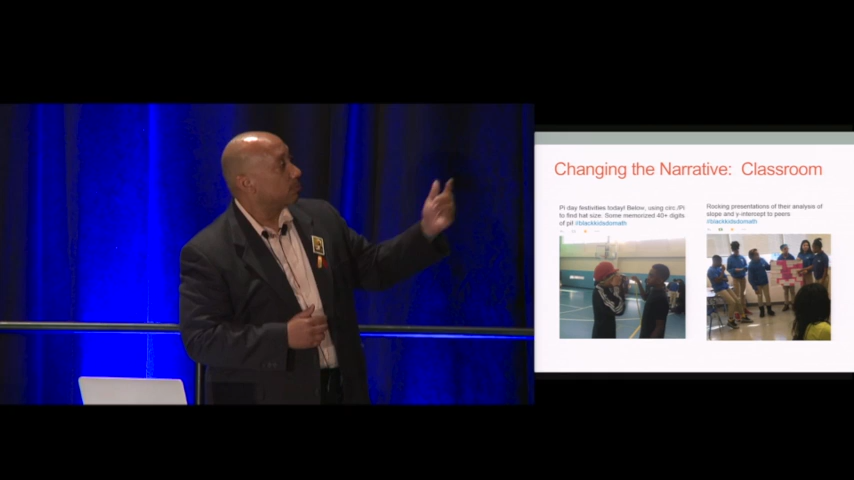 Changing the Narrative: Classroom
Pi day festivities today! Below, using circ./PI
to find hat size. Some memorized 40+ digits
of pi! #blackkidsdomath
Rocking presentations of their analysis of
slope and y-intercept to peers
#blackkidsdomath